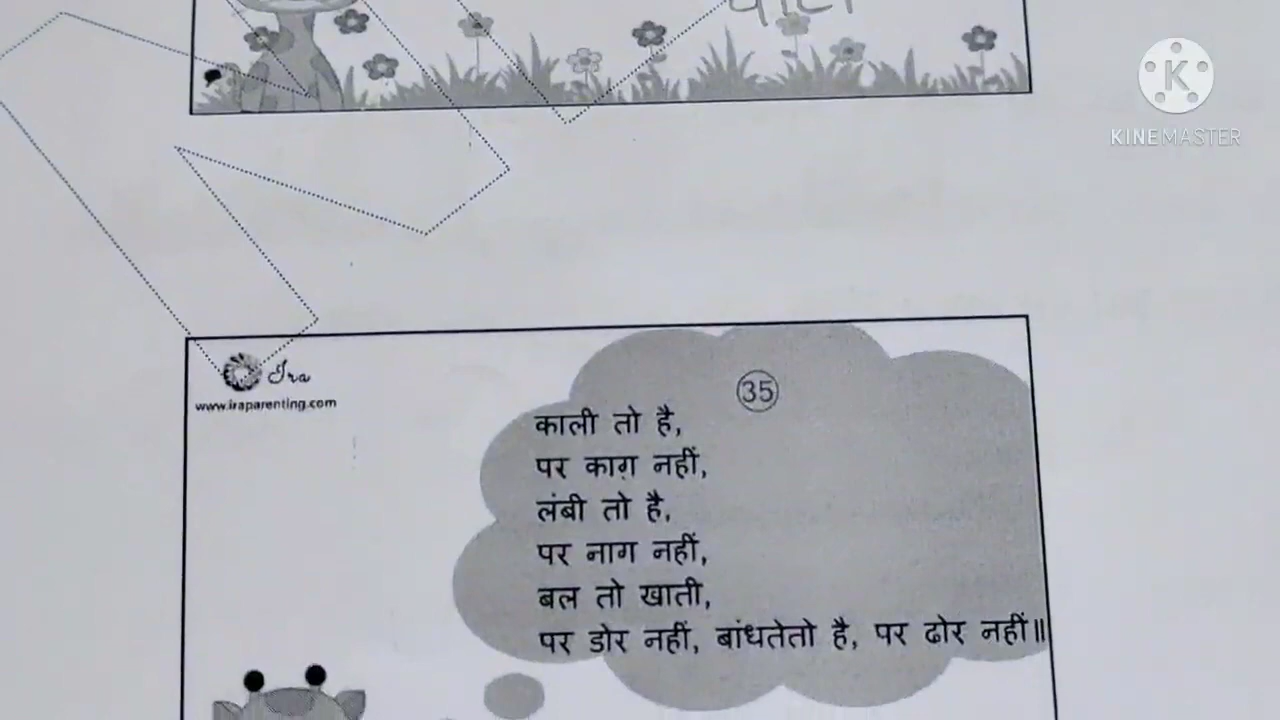 KINEMASTER
Ira
www.iraparenting.com
35
काली तो है,
पर काग़ नहीं,
लंबी तो है,
पर नाग नहीं,
बल तो खाती,
पर डोर नहीं, बांधतेतो है, पर ढोर नहीं॥